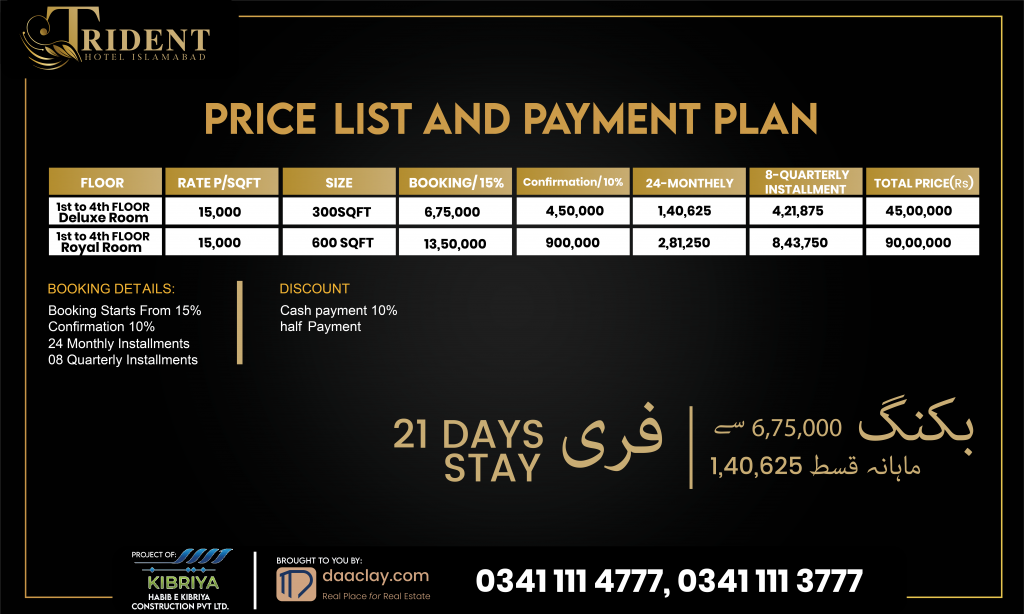 TRIDENT
HOTEL ISLAMABAD
PRICE LIST AND PAYMENT PLAN
FLOOR RATE P/SQFT SIZE BOOKING/ 15% Confirmation/ 10% 24-MONTHELY 8-QUARTERLY INSTALLMENT TOTAL PRICE(Rs)
1st to 4th FLOOR Deluxe Room 15,000 300SQFT 6,75,000 4,50,000 1,40,625 4,21,875 45,00,000
1st to 4th FLOOR Royal Room 15,000 600 SQFT 13,50,000 900,000 2,81,250 8,43,750 90,00,000
BOOKING DETAILS:
Booking Starts From 15%
Confirmation 10%
24 Monthly Installments
08 Quarterly Installments
DISCOUNT
Cash payment 10%
half Payment
21 DAYS
STAY
فری
بکنگ
6,75,000 سے
ماہانہ قسط 1,40,625
PROJECT OF:
KIBRIYA
HABIB E KIBRIYA
CONSTRUCTION PVT LTD.
BROUGHT TO YOU BY:
daaclay.com
Real Place for Real Estate
0341 111 4777, 0341 111 3777